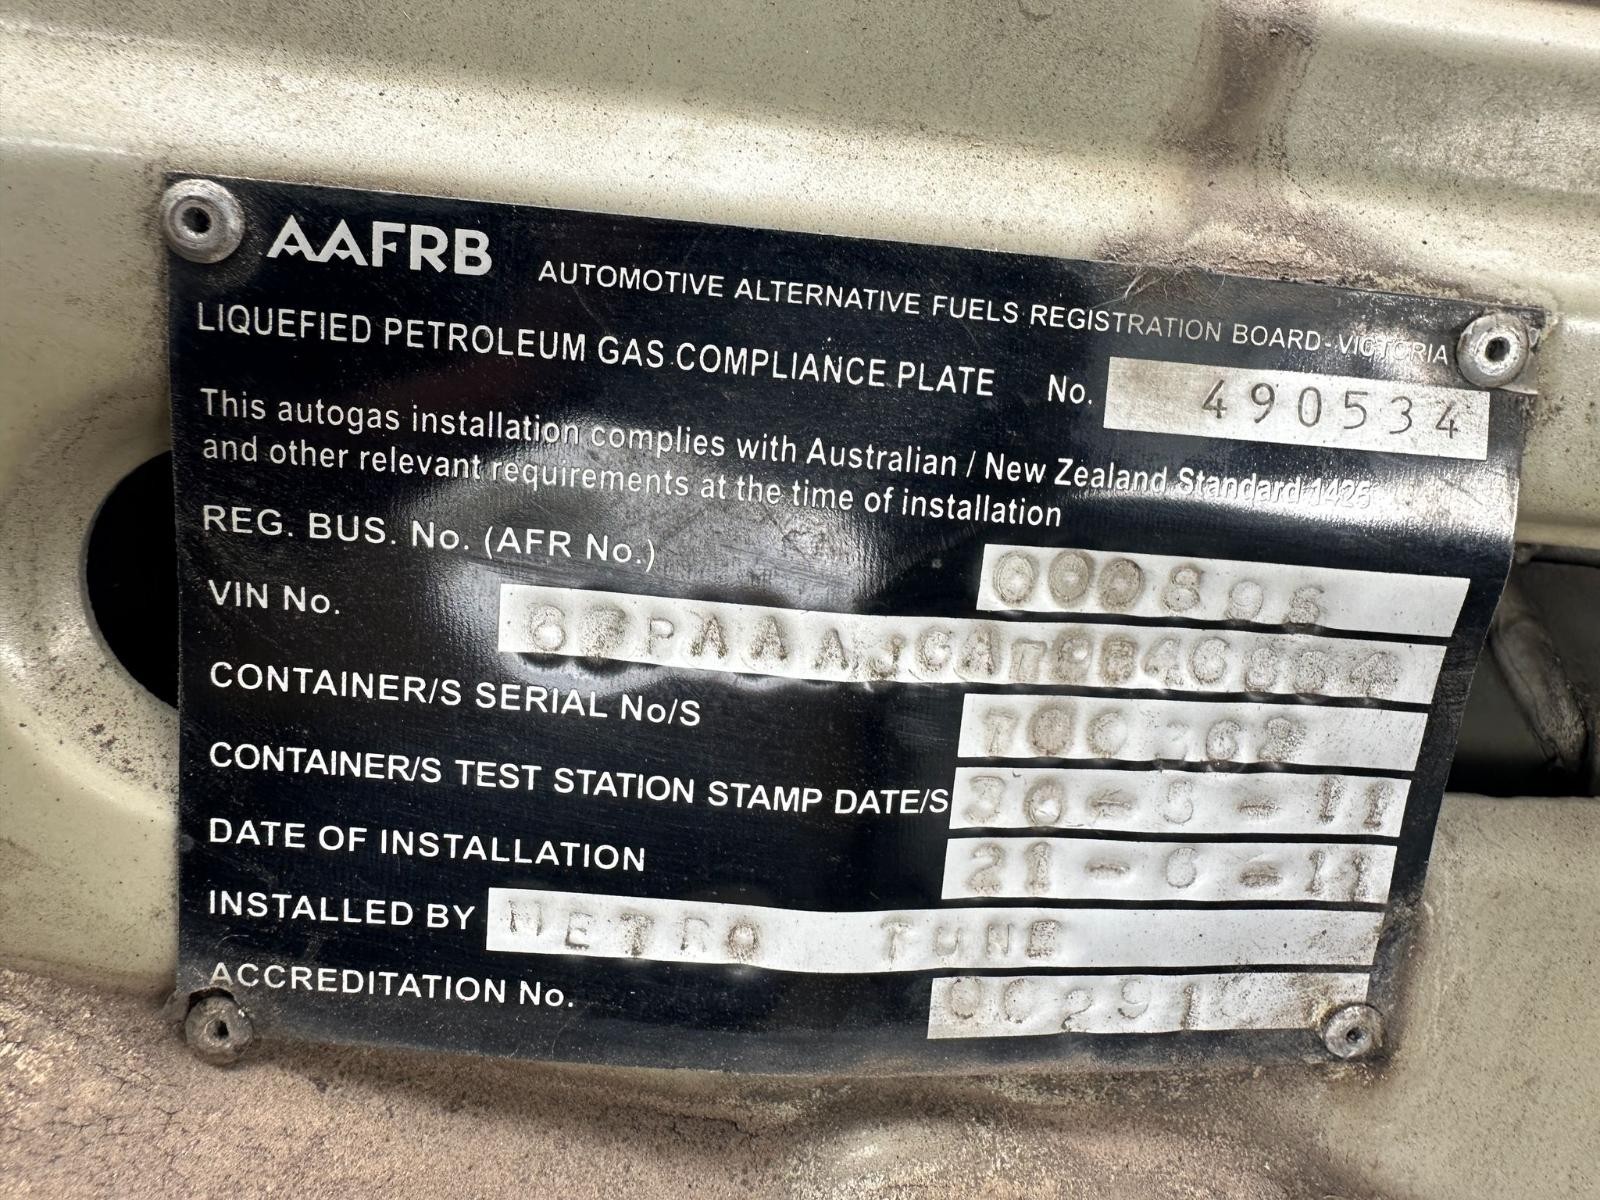 AAFRB AUTOMOTIVE ALTERNATIVE FUELS REGISTRATION BOARD-VICTORIA
LIQUEFIED PETROLEUM GAS COMPLIANCE PLATE No. 490534
This autogas installation complies with Australian / New Zealand Standard 1425
and other relevant requirements at the time of installation
REG. BUS. No. (AFR No.)
VIN No.
CONTAINER/S SERIAL No/S
CONTAINER/S TEST STATION STAMP DATE/S
DATE OF INSTALLATION 21-6-11
INSTALLED BY METRO TUNE
ACCREDITATION No.